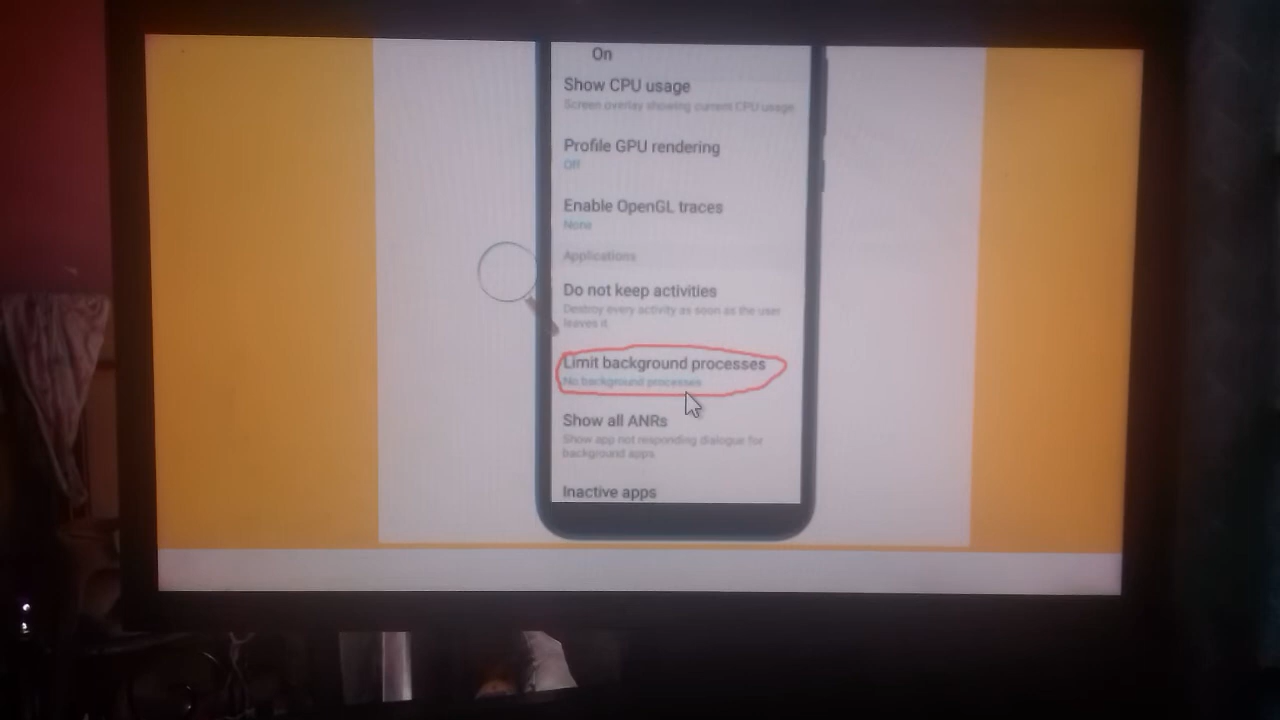 On
Show CPU usage
Screen overlay showing current CPU usage
Profile GPU rendering
Off
Enable OpenGL traces
None
Applications
Do not keep activities
Destroy every activity as soon as the user
leaves it
Limit background processes
No background processes
Show all ANRs
Show app not responding dialogue for
background apps
Inactive apps